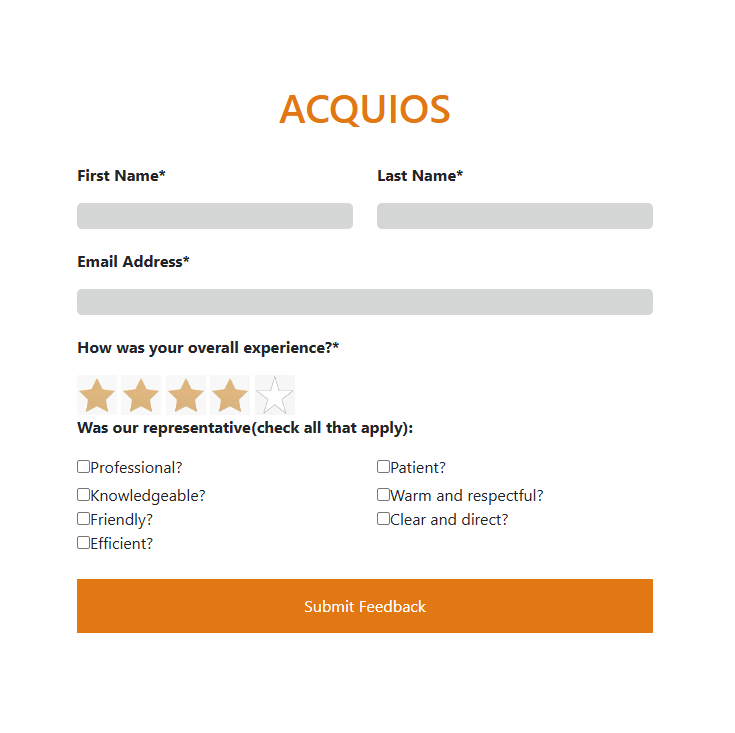 ACQUIOS
First Name* Last Name*
Email Address*
How was your overall experience?*
Was our representative(check all that apply):
Professional? Patient?
Knowledgeable? Warm and respectful?
Friendly? Clear and direct?
Efficient?
Submit Feedback